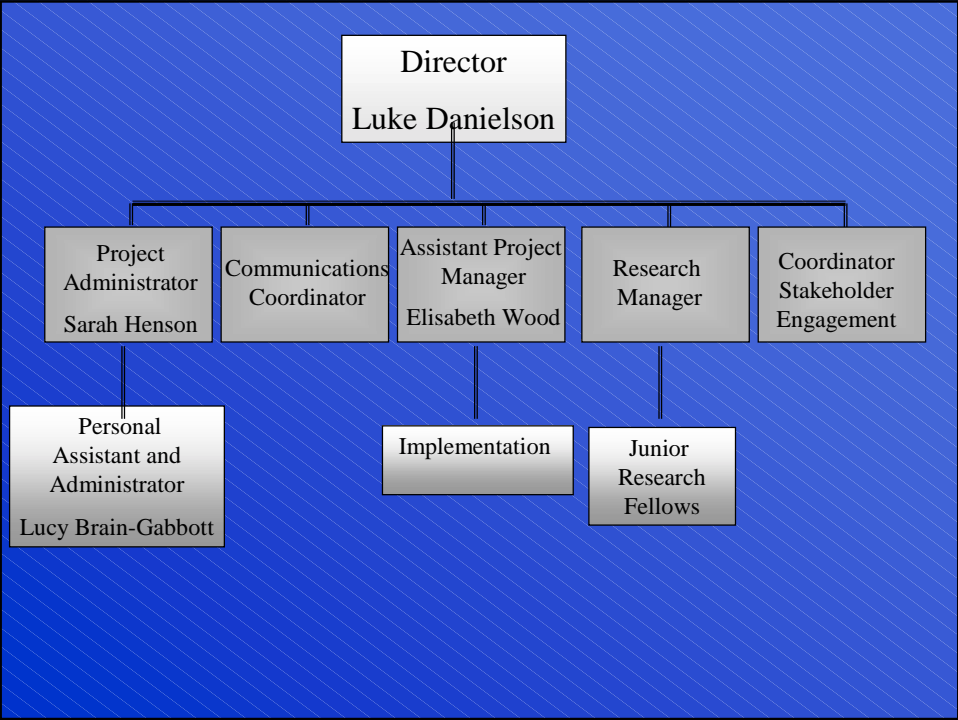 Director
Luke Danielson
Project
Administrator
Sarah Henson
Communications
Coordinator
Assistant Project
Manager
Elisabeth Wood
Research
Manager
Coordinator
Stakeholder
Engagement
Personal
Assistant and
Administrator
Lucy Brain-Gabbott
Implementation
Junior
Research
Fellows